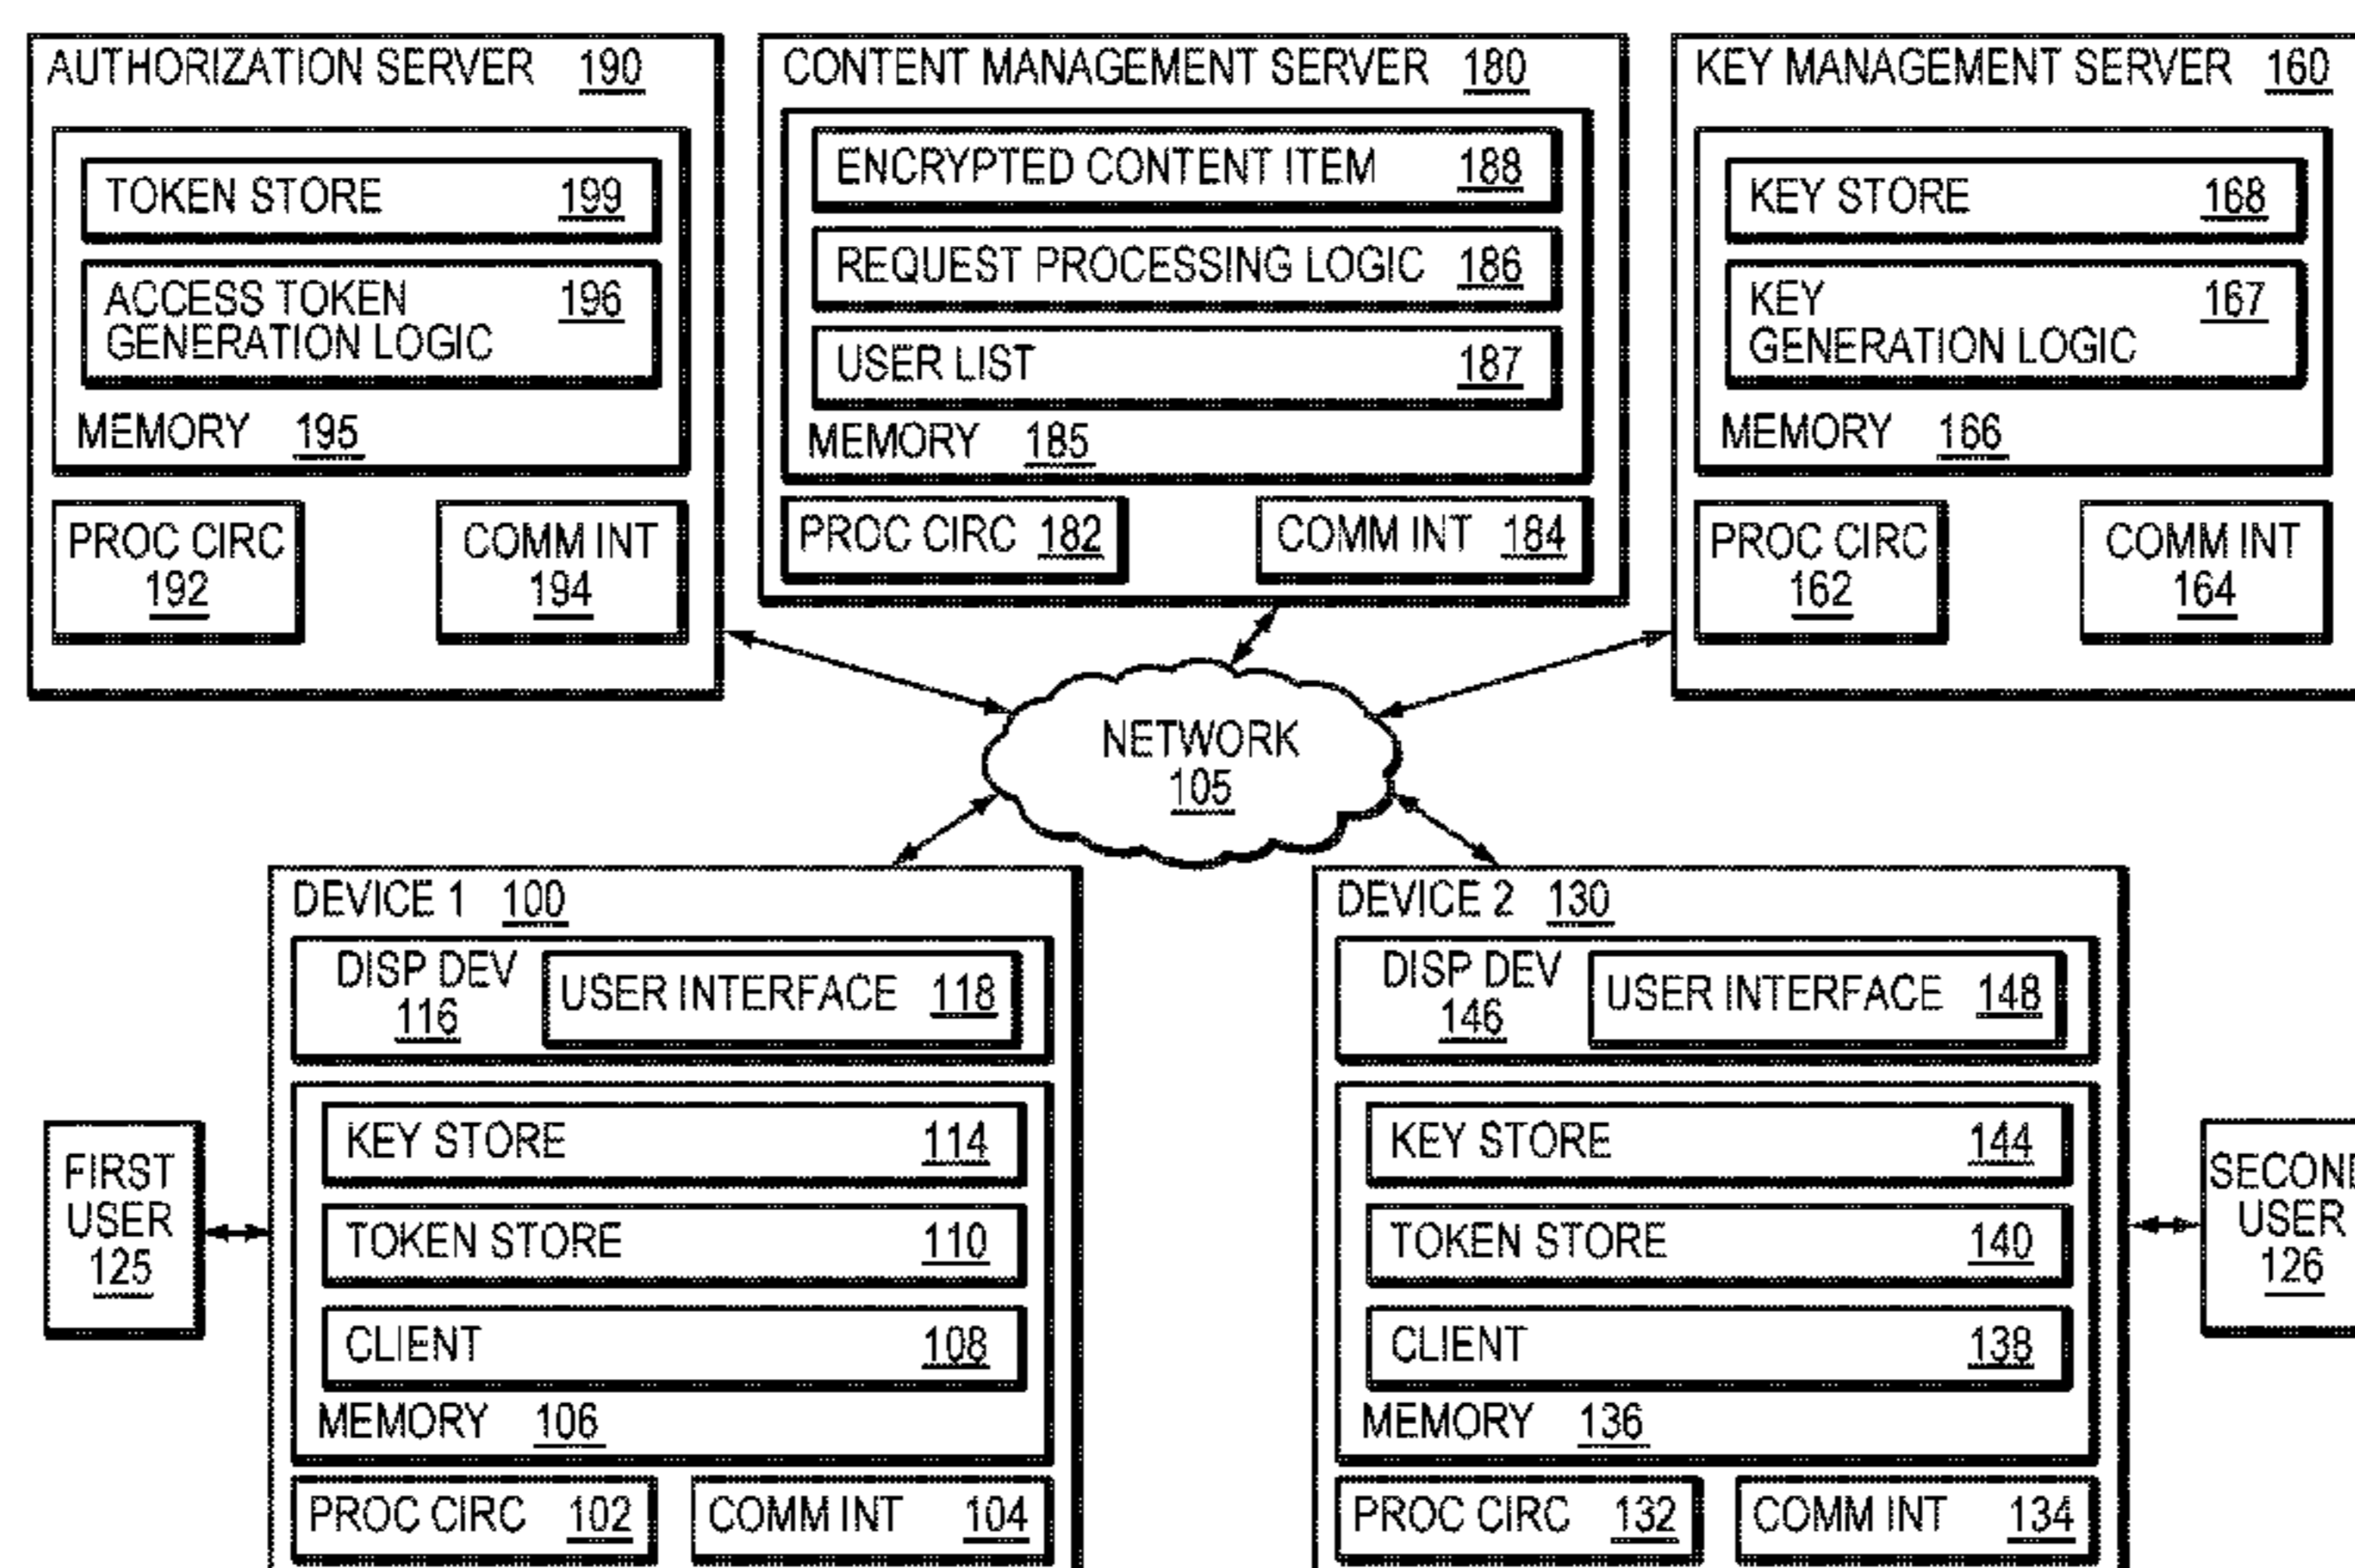 AUTHORIZATION SERVER 190
TOKEN STORE 199
ACCESS TOKEN 196
GENERATION LOGIC
MEMORY 195
PROC CIRC
192
COMM INT
194
CONTENT MANAGEMENT SERVER 180
ENCRYPTED CONTENT ITEM 188
REQUEST PROCESSING LOGIC 186
USER LIST 187
MEMORY 185
PROC CIRC 182
COMM INT 184
KEY MANAGEMENT SERVER 160
KEY STORE 168
KEY 167
GENERATION LOGIC
MEMORY 166
PROC CIRC
162
COMM INT
164
NETWORK
105
DEVICE 1 100
DISP DEV
116
USER INTERFACE 118
KEY STORE 114
TOKEN STORE 110
CLIENT 108
MEMORY 106
PROC CIRC 102
COMM INT 104
FIRST
USER
125
DEVICE 2 130
DISP DEV
146
USER INTERFACE 148
KEY STORE 144
TOKEN STORE 140
CLIENT 138
MEMORY 136
PROC CIRC 132
COMM INT 134
SECOND
USER
126